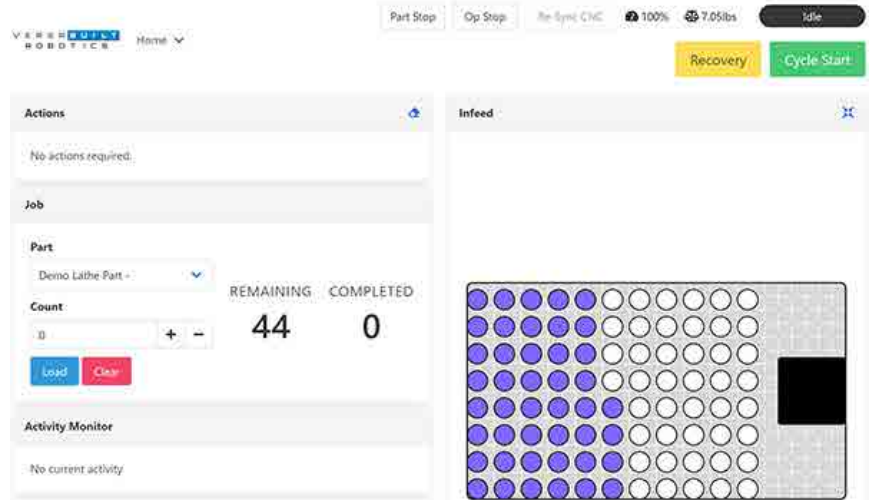 Part Stop Op Stop Re-Sync CNC 100% 7.05lbs Idle
VERSABUILT
ROBOTICS
Home
Recovery Cycle Start
Actions
Infeed
No actions required.
Job
Part
Demo Lathe Part -
REMAINING COMPLETED
Count
44 0
0
Load Clear
Activity Monitor
No current activity